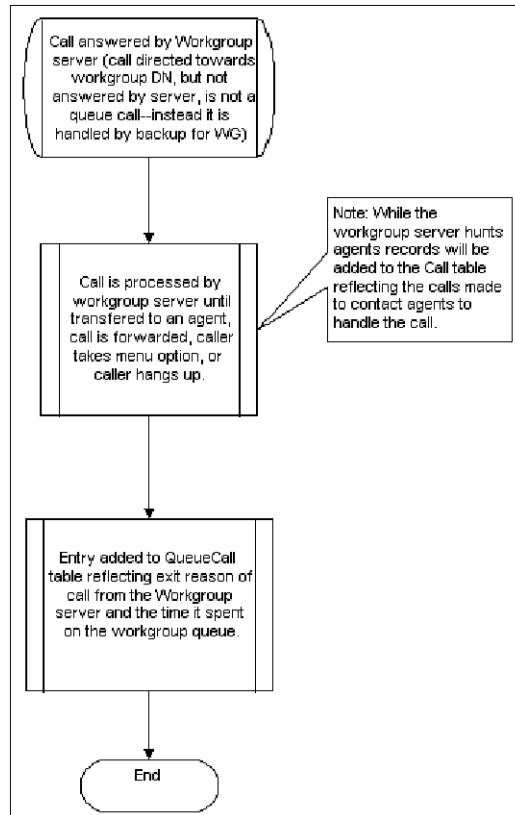 Call answered by Workgroup
server (call directed towards
workgroup DN, but not
answered by server, is not a
queue call--instead it is
handled by backup for WG)
Note: While the
workgroup server hunts
agents records will be
added to the Call table
reflecting the calls made
to contact agents to
handle the call.
Call is processed by
workgroup server until
transfered to an agent,
call is forwarded, caller
takes menu option, or
caller hangs up.
Entry added to QueueCall
table reflecting exit reason of
call from the Workgroup
server and the time it spent
on the workgroup queue.
End